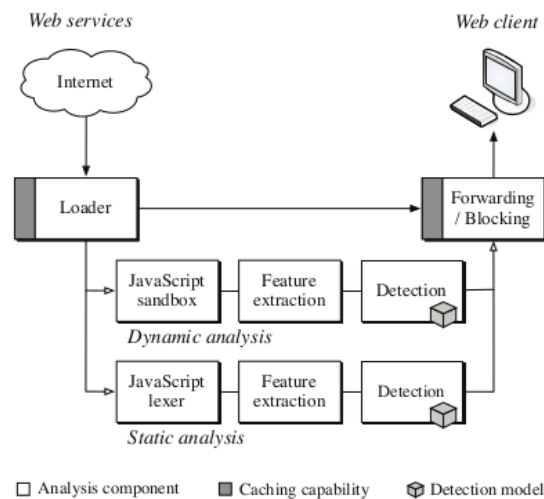 Web services
Web client
Internet
Loader
Forwarding
/ Blocking
JavaScript
sandbox
Feature
extraction
Detection
Dynamic analysis
JavaScript
lexer
Feature
extraction
Detection
Static analysis
Analysis component
Caching capability
Detection model